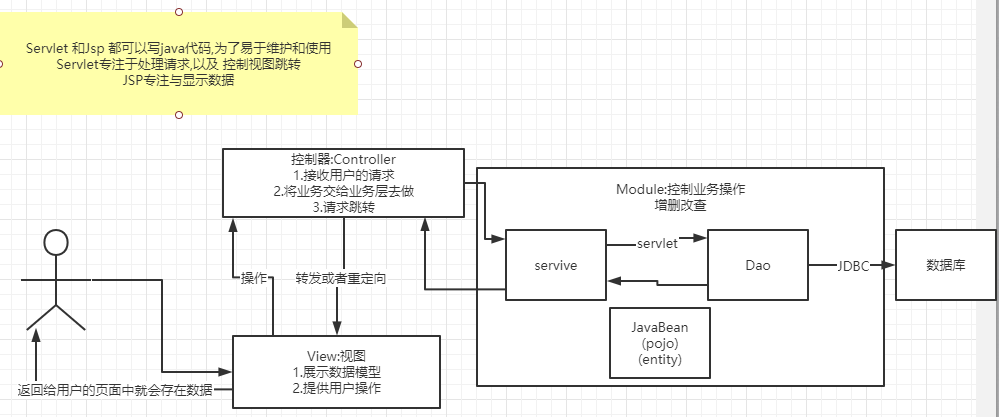 Servlet 和Jsp 都可以写java代码,为了易于维护和使用
Servlet专注于处理请求,以及 控制视图跳转
JSP专注与显示数据
控制器:Controller
1.接收用户的请求
2.将业务交给业务层去做
3.请求跳转
Module:控制业务操作
增删改查
servive
servlet
Dao
JDBC
数据库
JavaBean
(pojo)
(entity)
操作
转发或者重定向
View:视图
1.展示数据模型
2.提供用户操作
返回给用户的页面中就会存在数据